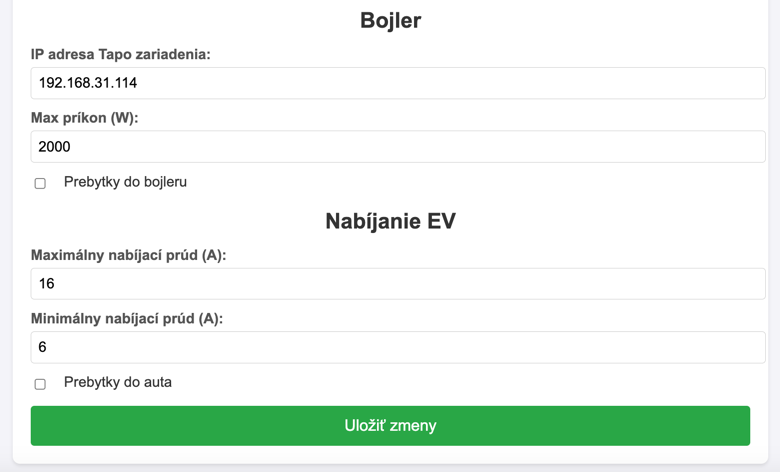 Bojler
IP adresa Tapo zariadenia:
192.168.31.114
Max príkon (W):
2000
Prebytky do bojleru
Nabíjanie EV
Maximálny nabíjací prúd (A):
16
Minimálny nabíjací prúd (A):
6
Prebytky do auta
Uložiť zmeny